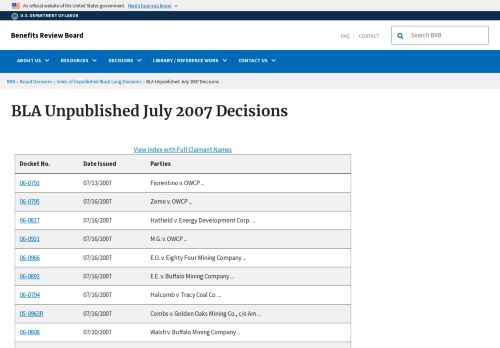 An official website of the United States government. Here's how you know
U.S. DEPARTMENT OF LABOR
Benefits Review Board
FAQ CONTACT
Search BRB
ABOUT US RESOURCES DECISIONS LIBRARY / REFERENCE WORK CONTACT US
BRB » Board Decisions » Index of Unpublished Black Lung Decisions » BLA Unpublished July 2007 Decisions
BLA Unpublished July 2007 Decisions
View Index with Full Claimant Names
Docket No. Date Issued Parties
06-0793 07/13/2007 Fiorentino v. OWCP ..
06-0795 07/16/2007 Zemo v. OWCP ..
06-0827 07/16/2007 Hatfield v. Energy Development Corp. ..
06-0931 07/16/2007 M.G. v. OWCP ..
06-0966 07/16/2007 E.O. v. Eighty Four Mining Company ..
06-0892 07/16/2007 E.E. v. Buffalo Mining Company ..
06-0794 07/16/2007 Halcomb v. Tracy Coal Co. ..
05-0963R 07/16/2007 Combs v. Golden Oaks Mining Co., c/o Am ..
06-0808 07/20/2007 Walsh v. Buffalo Mining Company ..